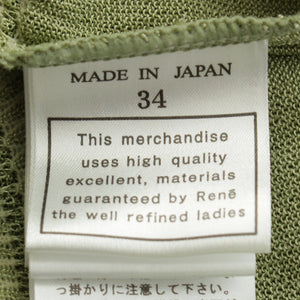 MADE IN JAPAN
34
This merchandise
uses high quality
excellent, materials
guaranteed by René
the well refined ladies
っ掛かりに注意して下さい。